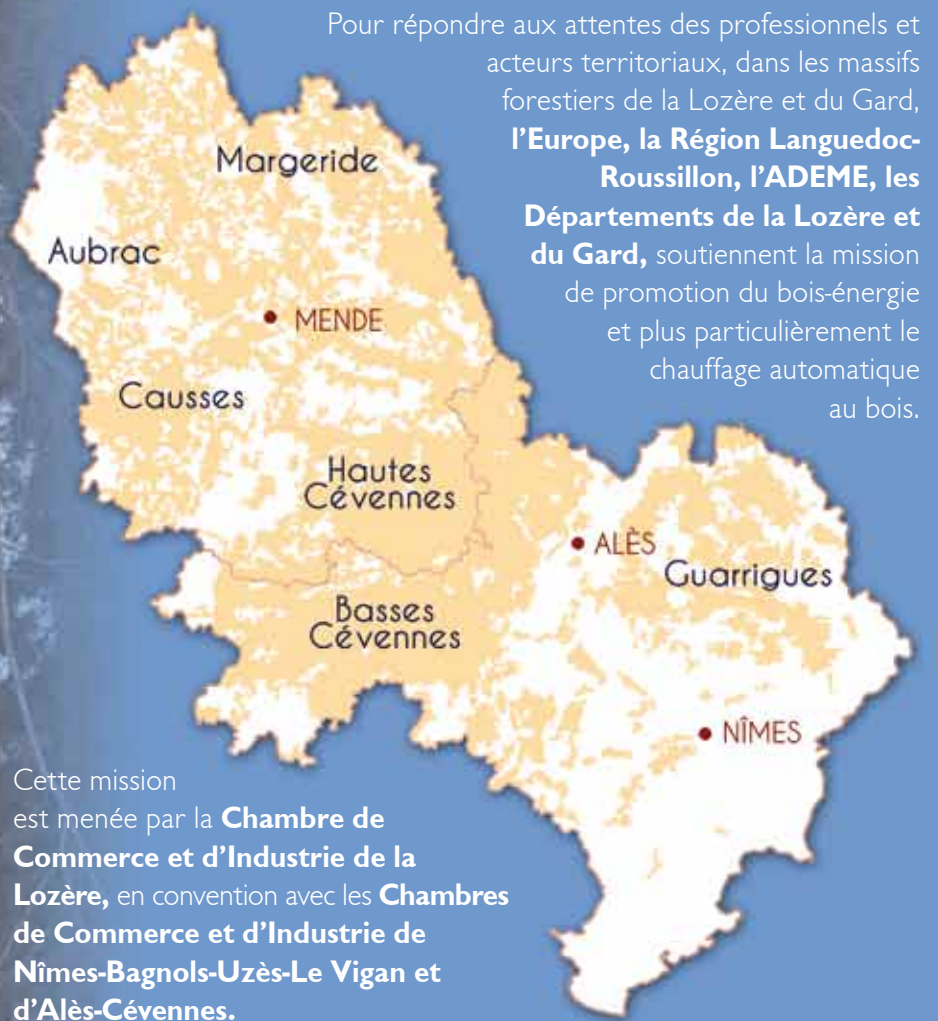 Pour répondre aux attentes des professionnels et
acteurs territoriaux, dans les massifs
forestiers de la Lozère et du Gard,
l'Europe, la Région Languedoc-
Roussillon, l'ADEME, les
Départements de la Lozère et
du Gard, soutiennent la mission
de promotion du bois-énergie
et plus particulièrement le
chauffage automatique
au bois.
Margeride
Aubrac
MENDE
Causses
Hautes
Cévennes
ALÈS
Guarrigues
Basses
Cévennes
NÎMES
Cette mission
est menée par la Chambre de
Commerce et d'Industrie de la
Lozère, en convention avec les Chambres
de Commerce et d'Industrie de
Nîmes-Bagnols-Uzès-Le Vigan et
d'Alès-Cévennes.